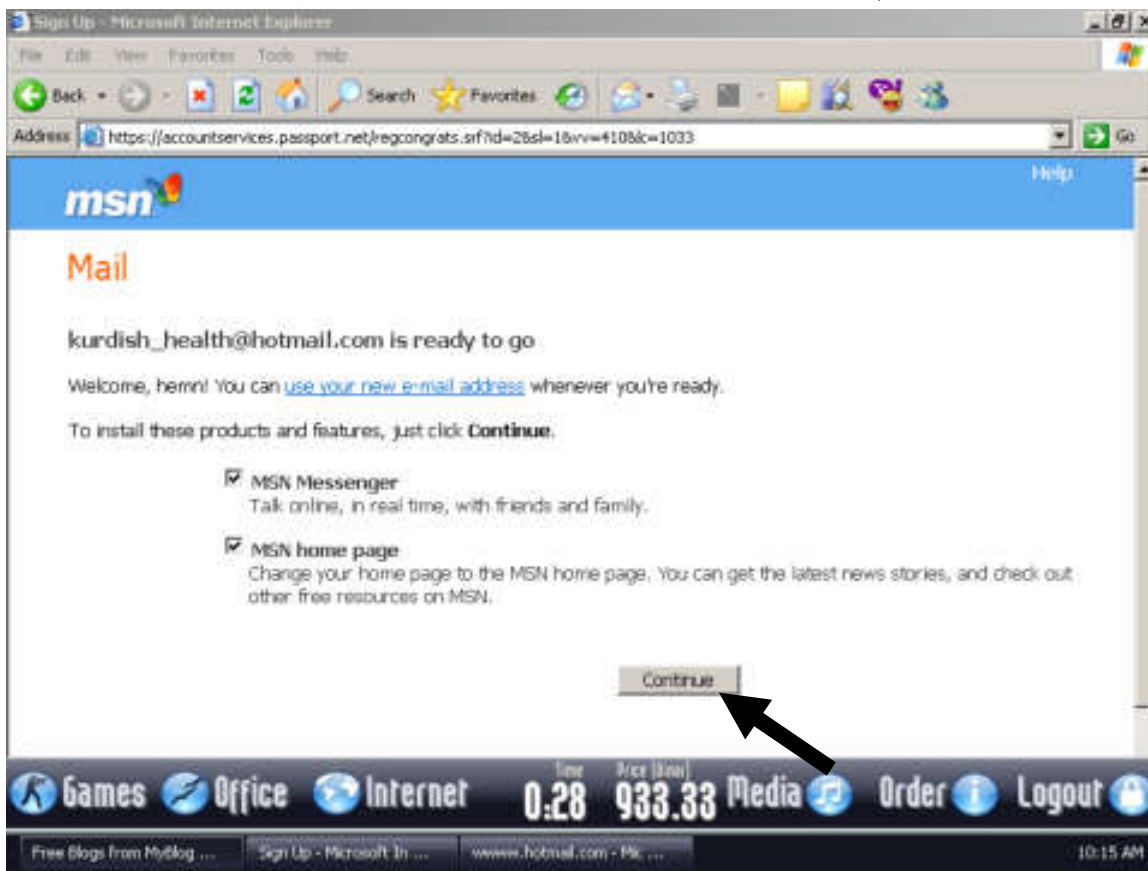 Sign Up - Microsoft Internet Explorer
File Edit View Favorites Tools Help
Back Search Favorites
Address https://accountservices.passport.net/regcongrats.srf?id=2&sl=1&vv=410&lc=1033 Go
msn Help
Mail
kurdish_health@hotmail.com is ready to go
Welcome, hemn! You can use your new e-mail address whenever you're ready.
To install these products and features, just click Continue.
MSN Messenger
Talk online, in real time, with friends and family.
MSN home page
Change your home page to the MSN home page. You can get the latest news stories, and check out
other free resources on MSN.
Continue
Time Price [Dinar]
Games Office Internet 0:28 933.33 Media Order Logout
Free Blogs from MyBlog ... Sign Up - Microsoft In ... wwww.hotmail.com - Mic ... 10:15 AM